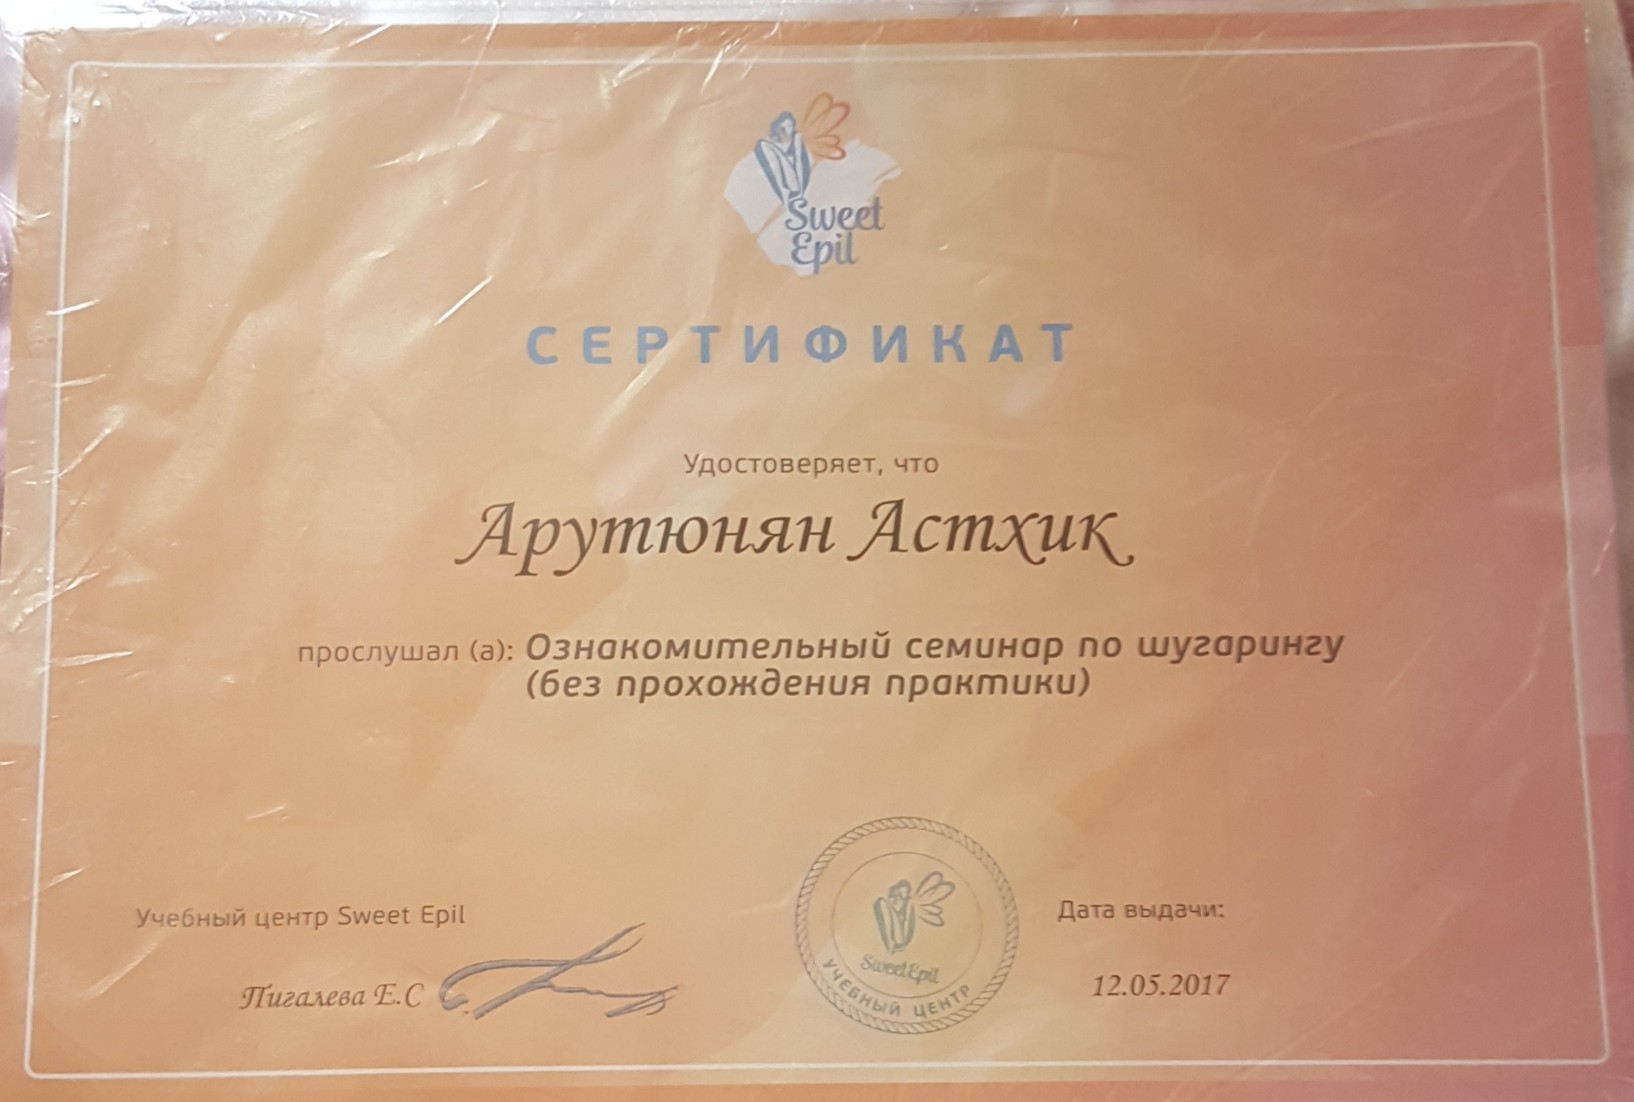 Sweet
Epil
СЕРТИФИКАТ
Удостоверяет, что
Арутюнян Астхик
прослушал (а): Ознакомительный семинар по шугарингу
(без прохождения практики)
Учебный центр Sweet Epil
Пигалева Е.С
Sweet Epil
УЧЕБНЫЙ ЦЕНТР
Дата выдачи:
12.05.2017